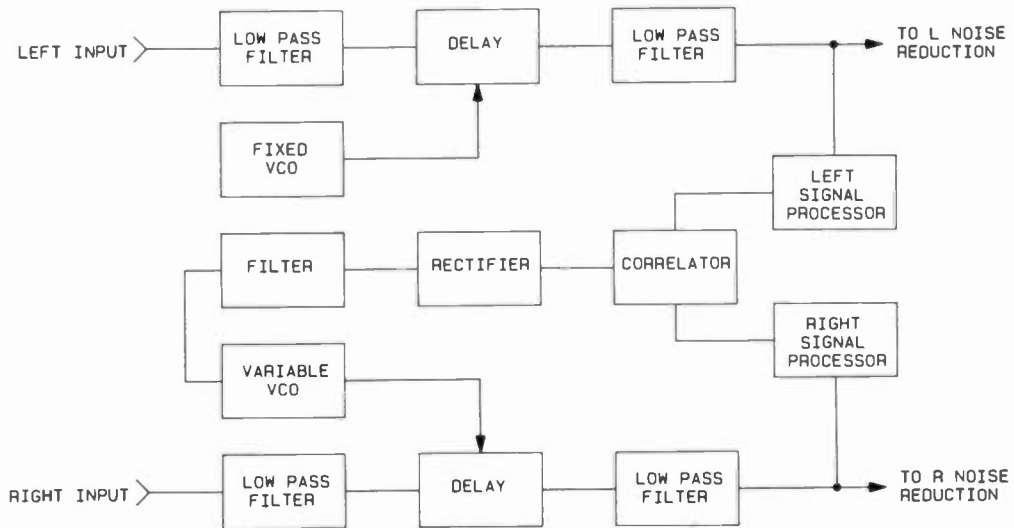 LEFT INPUT
LOW PASS
FILTER
DELAY
LOW PASS
FILTER
TO L NOISE
REDUCTION
FIXED
VCO
LEFT
SIGNAL
PROCESSOR
FILTER
RECTIFIER
CORRELATOR
RIGHT
SIGNAL
PROCESSOR
VARIABLE
VCO
RIGHT INPUT
LOW PASS
FILTER
DELAY
LOW PASS
FILTER
TO R NOISE
REDUCTION